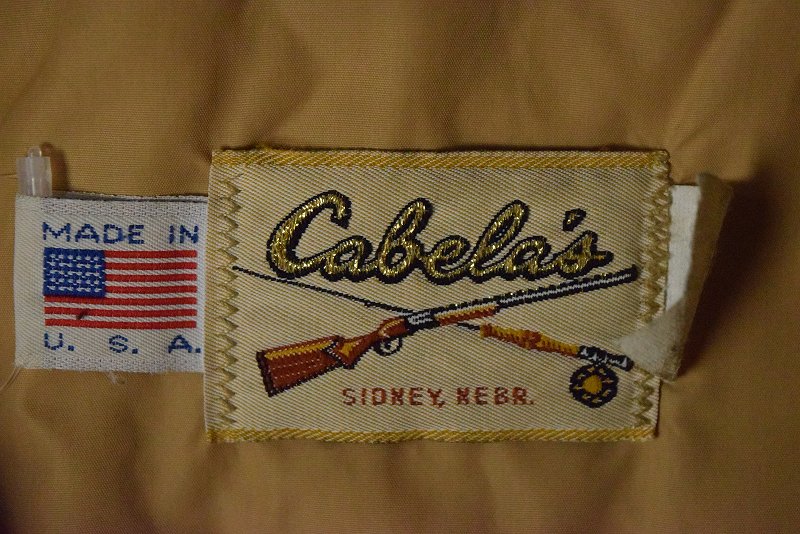 MADE IN
U. S. A.
Cabela's
SIDNEY, NEBR.